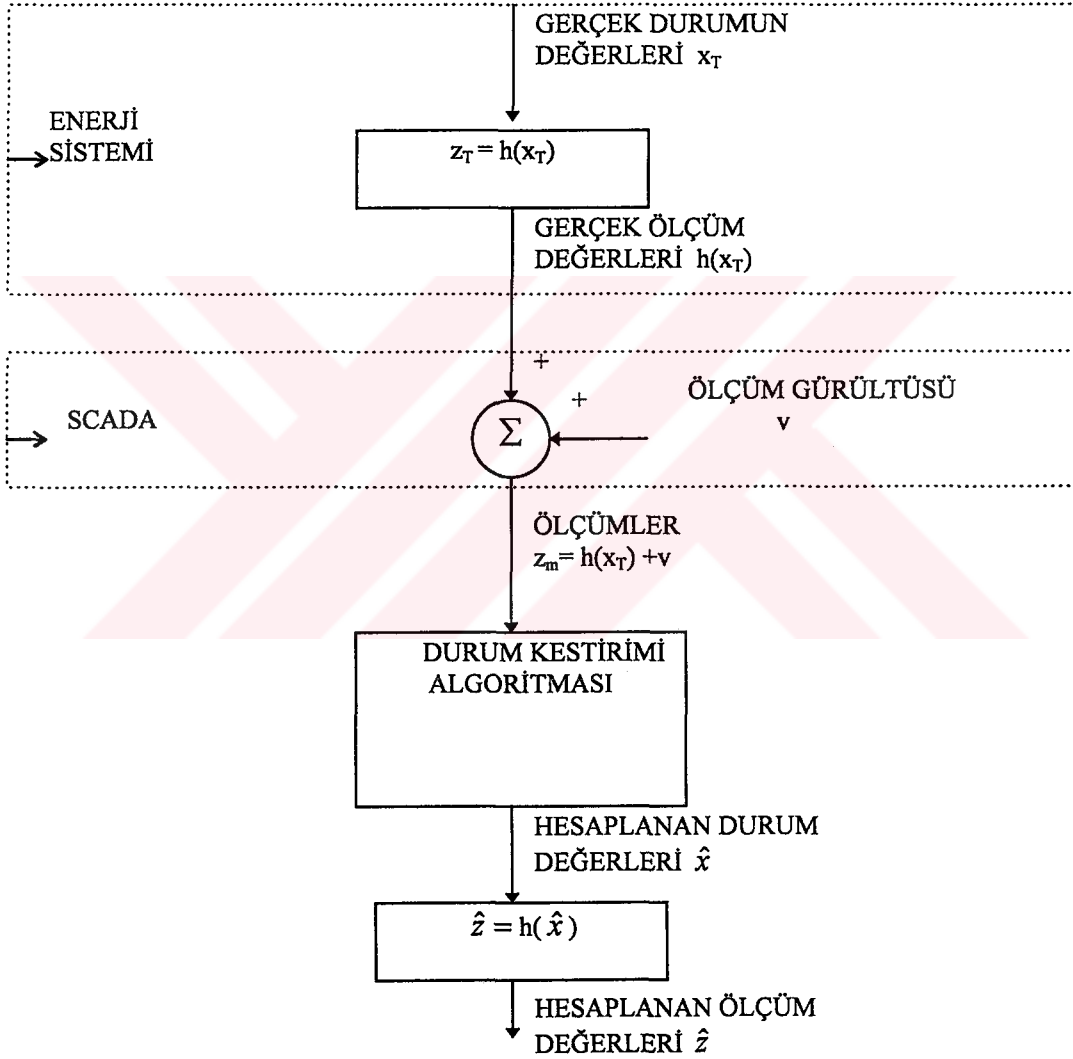 GERÇEK DURUMUN
DEĞERLERİ x_T
ENERJİ
SİSTEMİ
z_T = h(x_T)
GERÇEK ÖLÇÜM
DEĞERLERİ h(x_T)
+
+
ÖLÇÜM GÜRÜLTÜSÜ
v
SCADA
Σ
ÖLÇÜMLER
z_m= h(x_T) +v
DURUM KESTİRİMİ
ALGORİTMASI
HESAPLANAN DURUM
DEĞERLERİ x̂
ẑ = h( x̂ )
HESAPLANAN ÖLÇÜM
DEĞERLERİ ẑ